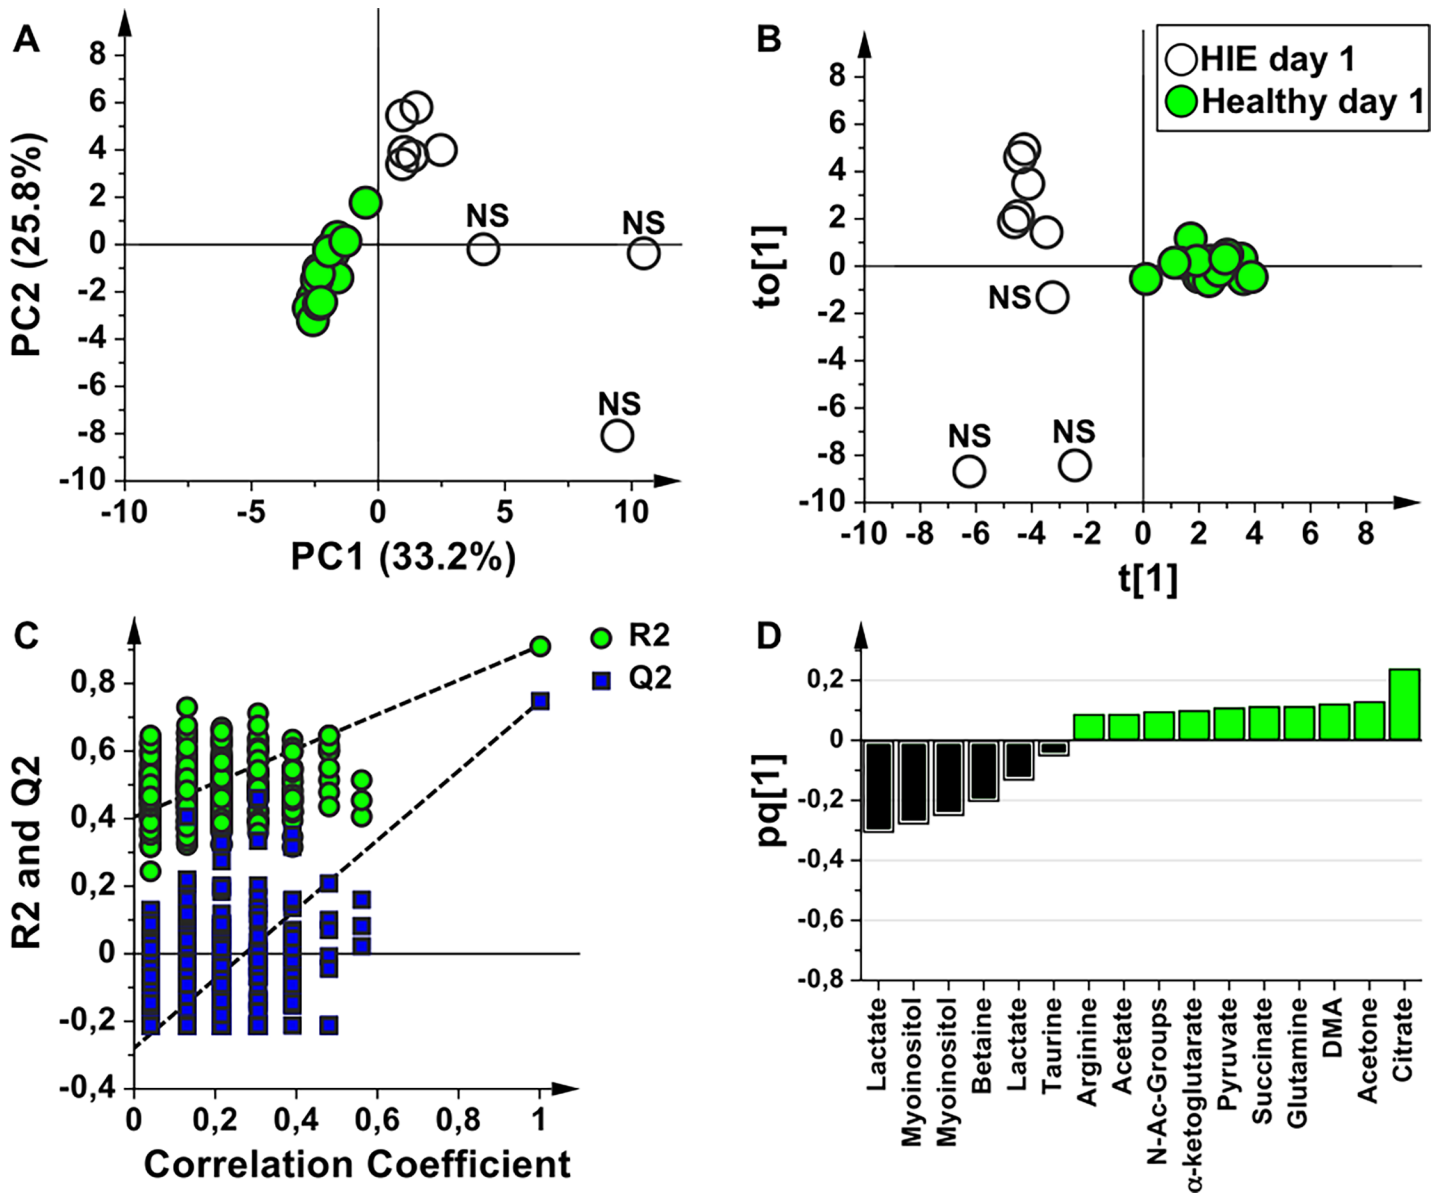 A
PC2 (25.8%)
8
6
4
2
0
-2
-4
-6
-8
-10
NS
NS
NS
-10
-5
0
5
10
PC1 (33.2%)
B
HIE day 1
Healthy day 1
to[1]
8
6
4
2
0
-2
-4
-6
-8
-10
NS
NS
NS
-10
-8
-6
-4
-2
0
2
4
6
8
t[1]
C
R2
Q2
R2 and Q2
0,8
0,6
0,4
0,2
0
-0,2
-0,4
0
0,2
0,4
0,6
0,8
1
Correlation Coefficient
D
pq[1]
0,2
0
-0,2
-0,4
-0,6
-0,8
Lactate
Myoinositol
Myoinositol
Betaine
Lactate
Taurine
Arginine
Acetate
N-Ac-Groups
α-ketoglutarate
Pyruvate
Succinate
Glutamine
DMA
Acetone
Citrate